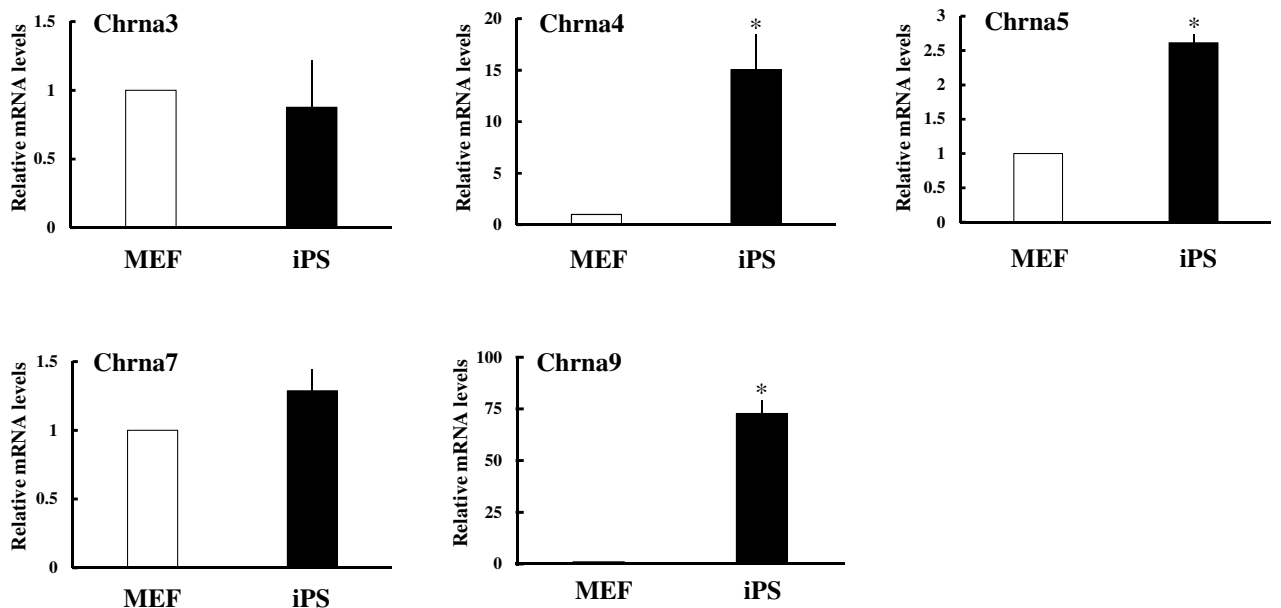 Chrna3
Relative mRNA levels
1.5
1
0.5
0
MEF iPS
Chrna4
Relative mRNA levels
20
15
10
5
0
*
MEF iPS
Chrna5
Relative mRNA levels
3
2.5
2
1.5
1
0.5
0
*
MEF iPS
Chrna7
Relative mRNA levels
1.5
1
0.5
0
MEF iPS
Chrna9
Relative mRNA levels
100
75
50
25
0
*
MEF iPS